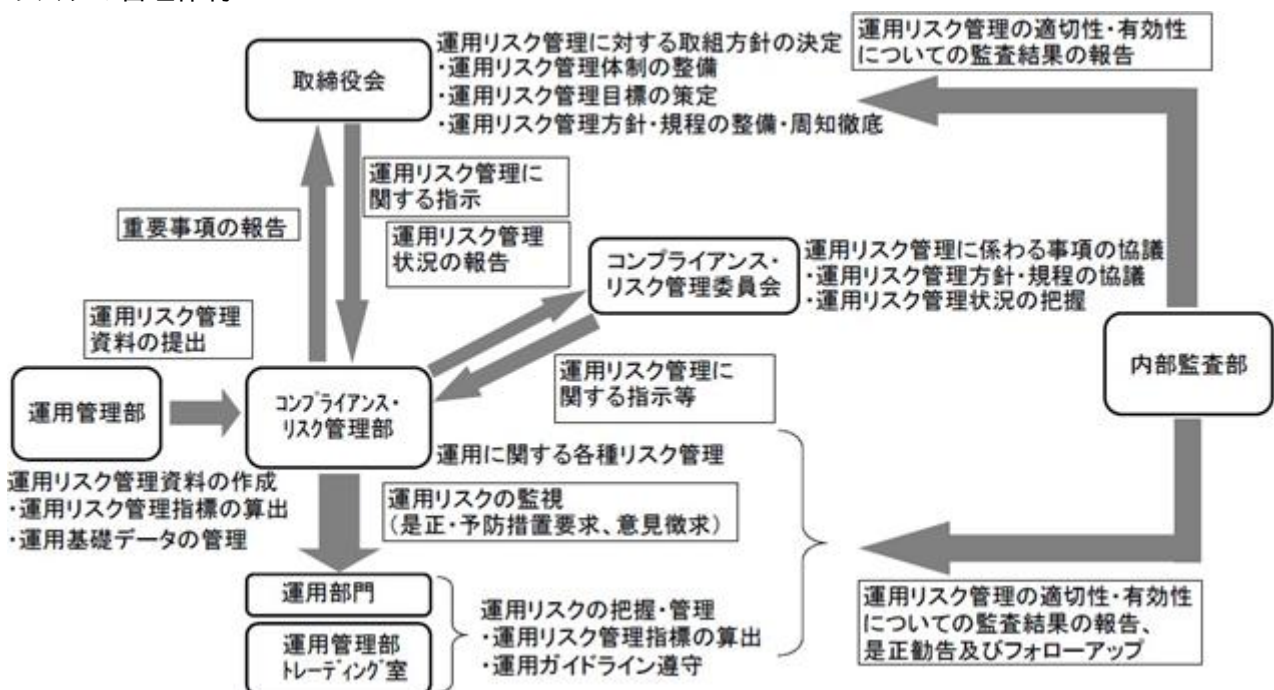 取締役会
運用リスク管理に対する取組方針の決定
・運用リスク管理体制の整備
・運用リスク管理目標の策定
・運用リスク管理方針・規程の整備・周知徹底
運用リスク管理の適切性・有効性
についての監査結果の報告
運用リスク管理に
関する指示
重要事項の報告
運用リスク管理
状況の報告
コンプライアンス・
リスク管理委員会
運用リスク管理に係わる事項の協議
・運用リスク管理方針・規程の協議
・運用リスク管理状況の把握
運用リスク管理
資料の提出
内部監査部
運用管理部
コンプライアンス・
リスク管理部
運用リスク管理に
関する指示等
運用に関する各種リスク管理
運用リスク管理資料の作成
・運用リスク管理指標の算出
・運用基礎データの管理
運用リスクの監視
(是正・予防措置要求、意見徴求)
運用部門
運用管理部
トレーディング室
運用リスクの把握・管理
・運用リスク管理指標の算出
・運用ガイドライン遵守
運用リスク管理の適切性・有効性
についての監査結果の報告、
是正勧告及びフォローアップ